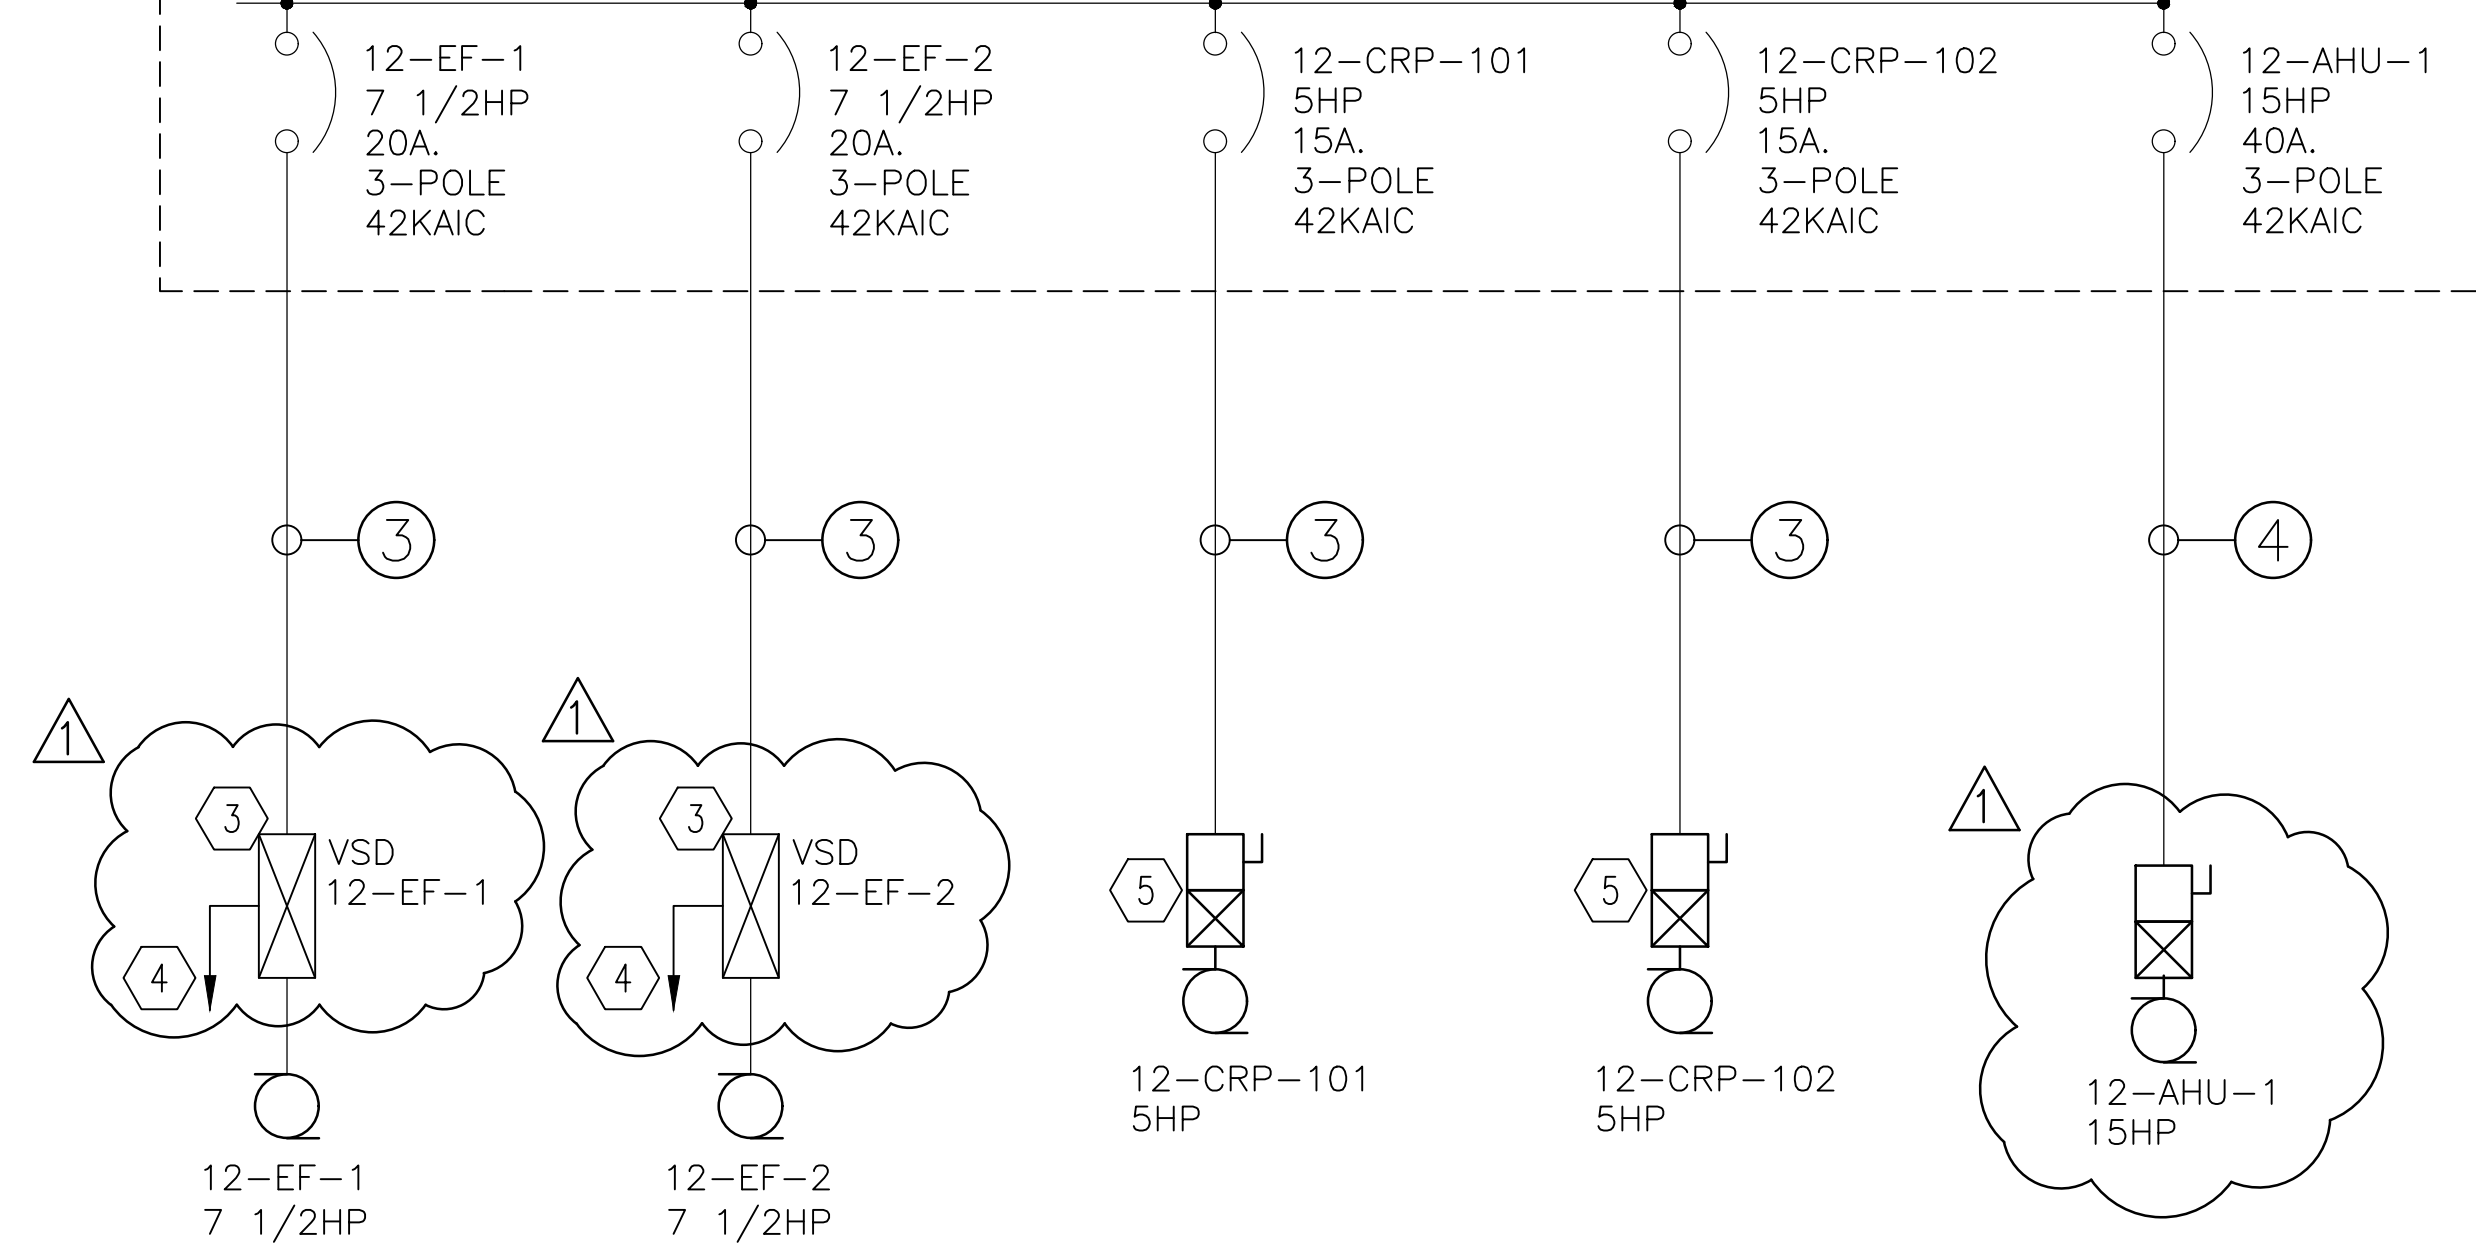 12-EF-1
7 1/2HP
20A.
3-POLE
42KAIC
12-EF-2
7 1/2HP
20A.
3-POLE
42KAIC
12-CRP-101
5HP
15A.
3-POLE
42KAIC
12-CRP-102
5HP
15A.
3-POLE
42KAIC
12-AHU-1
15HP
40A.
3-POLE
42KAIC
3
3
3
3
4
1
3
VSD
12-EF-1
4
12-EF-1
7 1/2HP
1
3
VSD
12-EF-2
4
12-EF-2
7 1/2HP
5
12-CRP-101
5HP
5
12-CRP-102
5HP
1
12-AHU-1
15HP